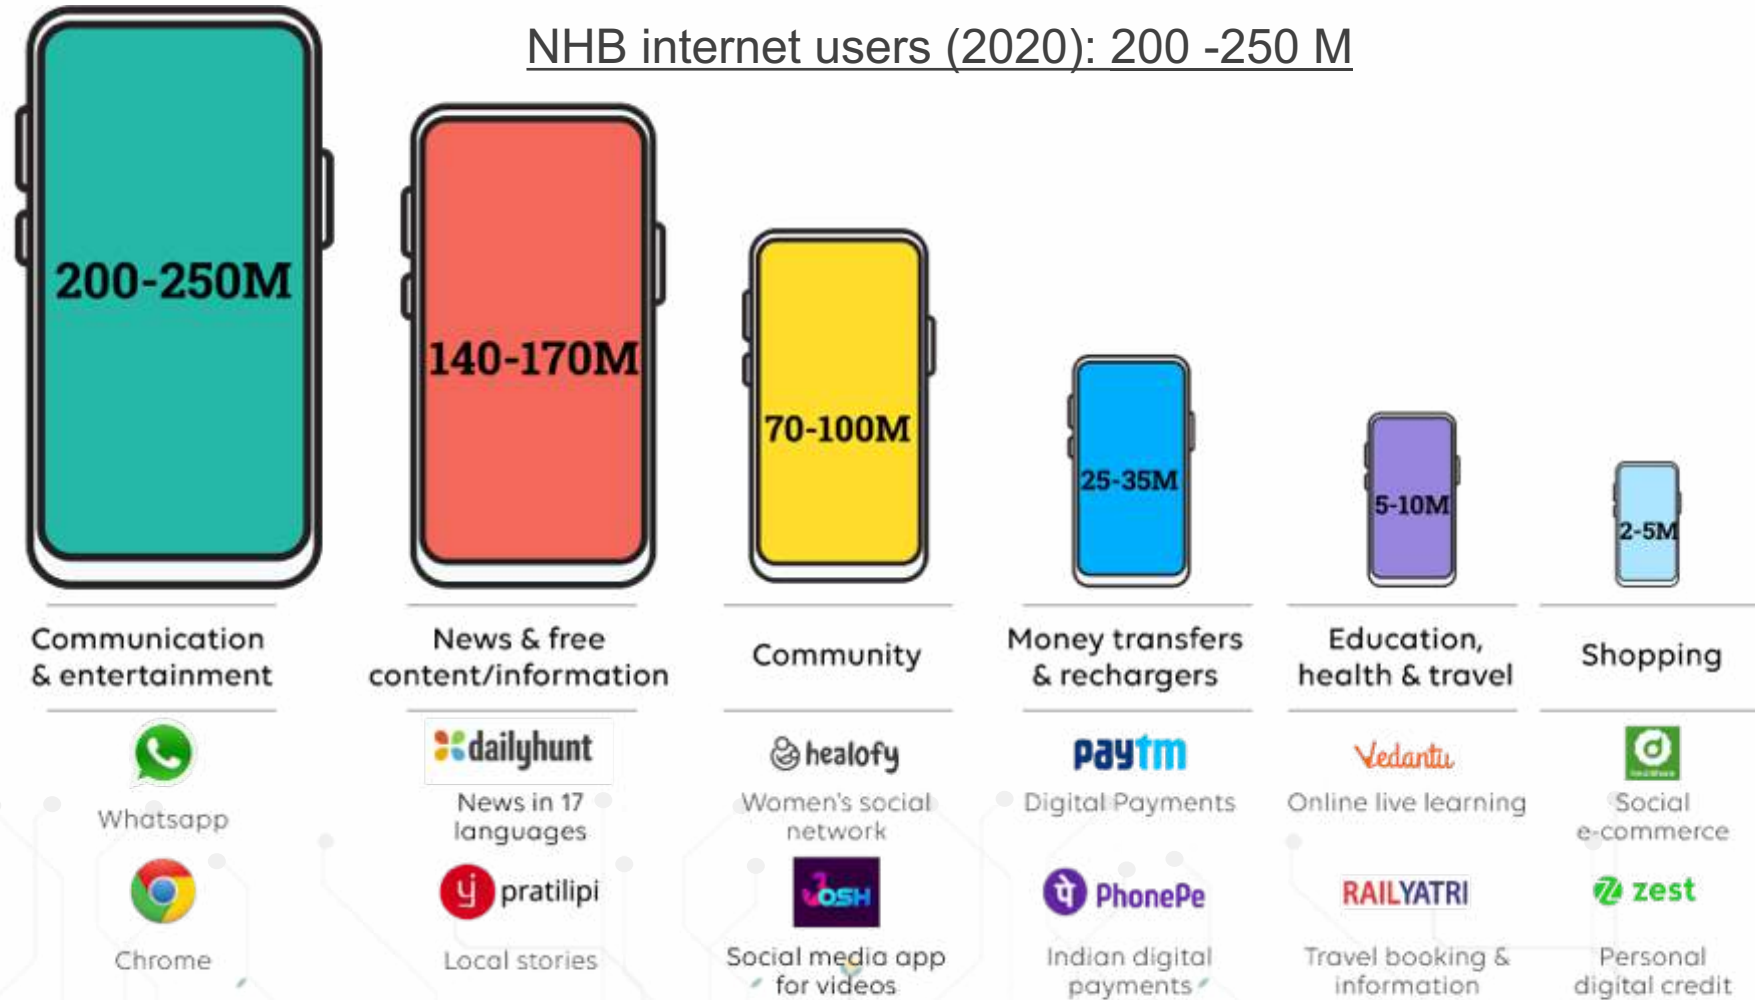 NHB internet users (2020): 200 -250 M
200-250M
140-170M
70-100M
25-35M
5-10M
2-5M
Communication
& entertainment
News & free
content/information
Community
Money transfers
& rechargers
Education,
health & travel
Shopping
Whatsapp
Chrome
dailyhunt
News in 17
languages
pratilipi
Local stories
healofy
Women's social
network
JOSH
Social media app
for videos
paytm
Digital Payments
पे PhonePe
Indian digital
payments
Vedantu
Online live learning
RAILYATRI
Travel booking &
information
Social
e-commerce
zest
Personal
digital credit